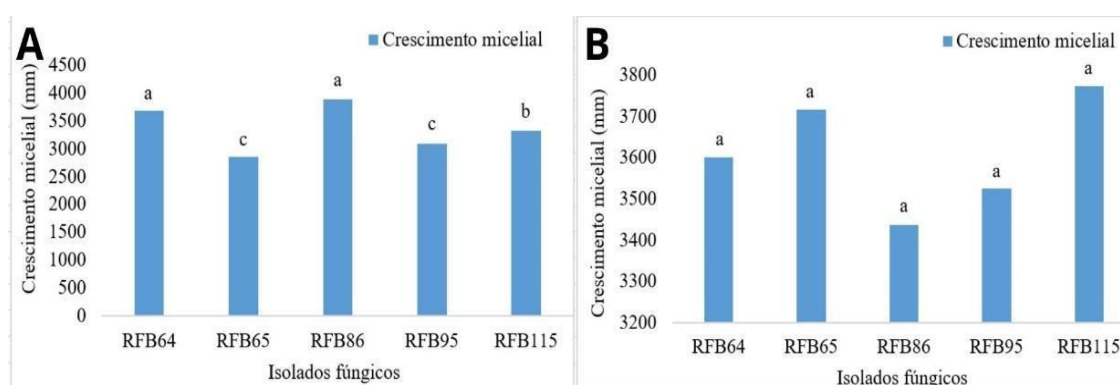 A
Crescimento micelial
Crescimento micelial (mm)
4500
4000
3500
3000
2500
2000
1500
1000
500
0
a
c
a
c
b
RFB64 RFB65 RFB86 RFB95 RFB115
Isolados fúngicos
B
Crescimento micelial
Crescimento micelial (mm)
3800
3700
3600
3500
3400
3300
3200
a
a
a
a
a
RFB64 RFB65 RFB86 RFB95 RFB115
Isolados fúngicos